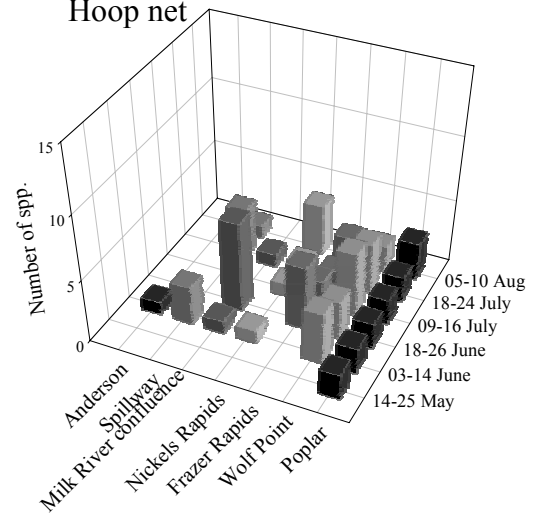 Hoop net
15
10
5
0
Number of spp.
Anderson
Spillway
Milk River confluence
Nickels Rapids
Frazer Rapids
Wolf Point
Poplar
05-10 Aug
18-24 July
09-16 July
18-26 June
03-14 June
14-25 May